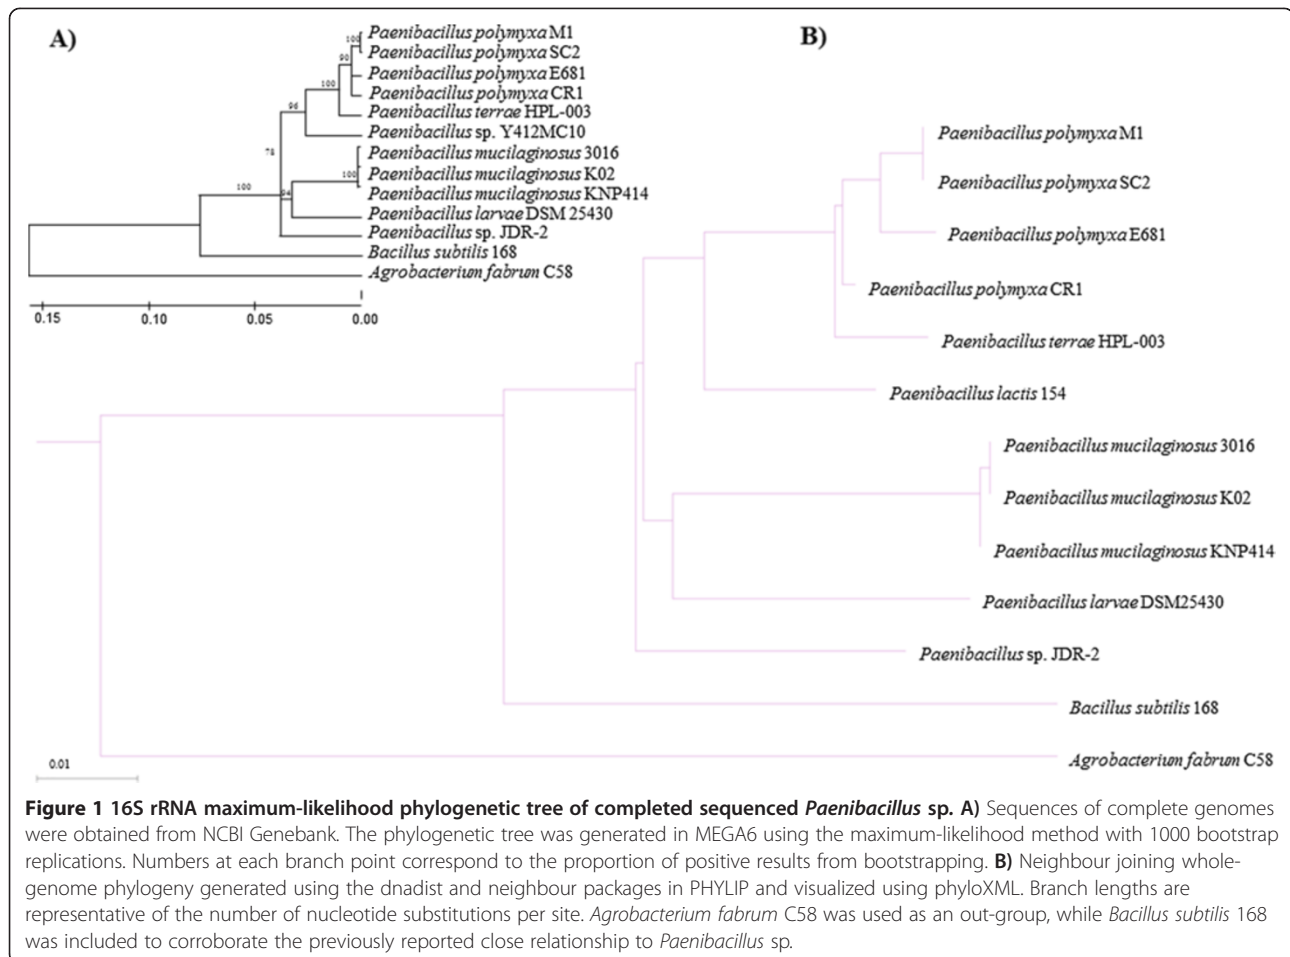 A)
Paenibacillus polymyxa M1
Paenibacillus polymyxa SC2
Paenibacillus polymyxa E681
Paenibacillus polymyxa CR1
Paenibacillus terrae HPL-003
Paenibacillus sp. Y412MC10
Paenibacillus mucilaginosus 3016
Paenibacillus mucilaginosus K02
Paenibacillus mucilaginosus KNP414
Paenibacillus larvae DSM 25430
Paenibacillus sp. JDR-2
Bacillus subtilis 168
Agrobacterium fabrum C58
100
90
100
96
78
100
94
100
0.15 0.10 0.05 0.00
B)
Paenibacillus polymyxa M1
Paenibacillus polymyxa SC2
Paenibacillus polymyxa E681
Paenibacillus polymyxa CR1
Paenibacillus terrae HPL-003
Paenibacillus lactis 154
Paenibacillus mucilaginosus 3016
Paenibacillus mucilaginosus K02
Paenibacillus mucilaginosus KNP414
Paenibacillus larvae DSM25430
Paenibacillus sp. JDR-2
Bacillus subtilis 168
Agrobacterium fabrum C58
0.01
Figure 1 16S rRNA maximum-likelihood phylogenetic tree of completed sequenced Paenibacillus sp. A) Sequences of complete genomes
were obtained from NCBI Genebank. The phylogenetic tree was generated in MEGA6 using the maximum-likelihood method with 1000 bootstrap
replications. Numbers at each branch point correspond to the proportion of positive results from bootstrapping. B) Neighbour joining whole-
genome phylogeny generated using the dnadist and neighbour packages in PHYLIP and visualized using phyloXML. Branch lengths are
representative of the number of nucleotide substitutions per site. Agrobacterium fabrum C58 was used as an out-group, while Bacillus subtilis 168
was included to corroborate the previously reported close relationship to Paenibacillus sp.